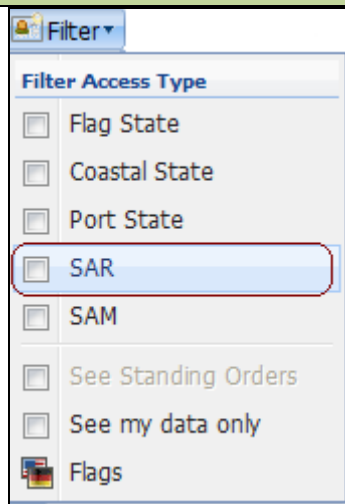 Filter
Filter Access Type
Flag State
Coastal State
Port State
SAR
SAM
See Standing Orders
See my data only
Flags